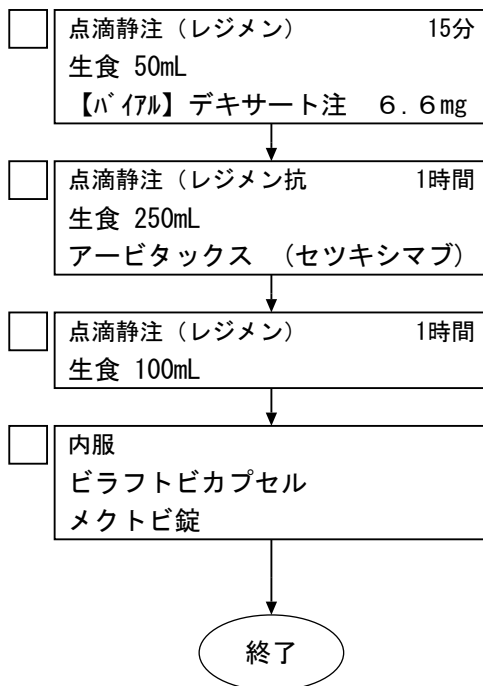 点滴静注（レジメン） 15分
生食 50mL
【ﾊﾞｲｱﾙ】デキサート注　６.６mg
点滴静注（レジメン抗 1時間
生食 250mL
アービタックス　（セツキシマブ）
点滴静注（レジメン） 1時間
生食 100mL
内服
ビラフトビカプセル
メクトビ錠
終了